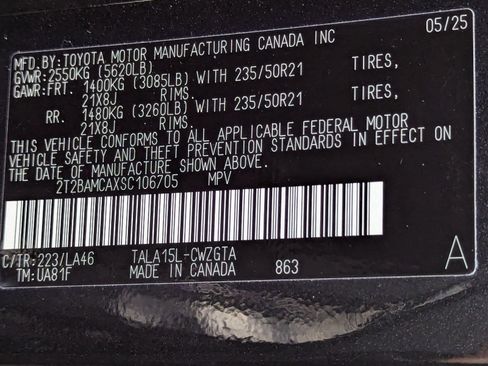 MFD.BY:TOYOTA MOTOR MANUFACTURING CANADA INC 05/25
GVWR:2550KG (5620LB)
GAWR:FRT. 1400KG (3085LB) WITH 235/50R21 TIRES,
21X8J RIMS.
RR. 1480KG (3260LB) WITH 235/50R21 TIRES,
21X8J RIMS.
THIS VEHICLE CONFORMS TO ALL APPLICABLE FEDERAL MOTOR
VEHICLE SAFETY AND THEFT PREVENTION STANDARDS IN EFFECT ON
THE DATE OF MANUFACTURE SHOWN ABOVE.
2T2BAMCAXSC106705 MPV
C/TR:223/LA46 TALA15L-CWZGTA A
TM:UA81F MADE IN CANADA 863